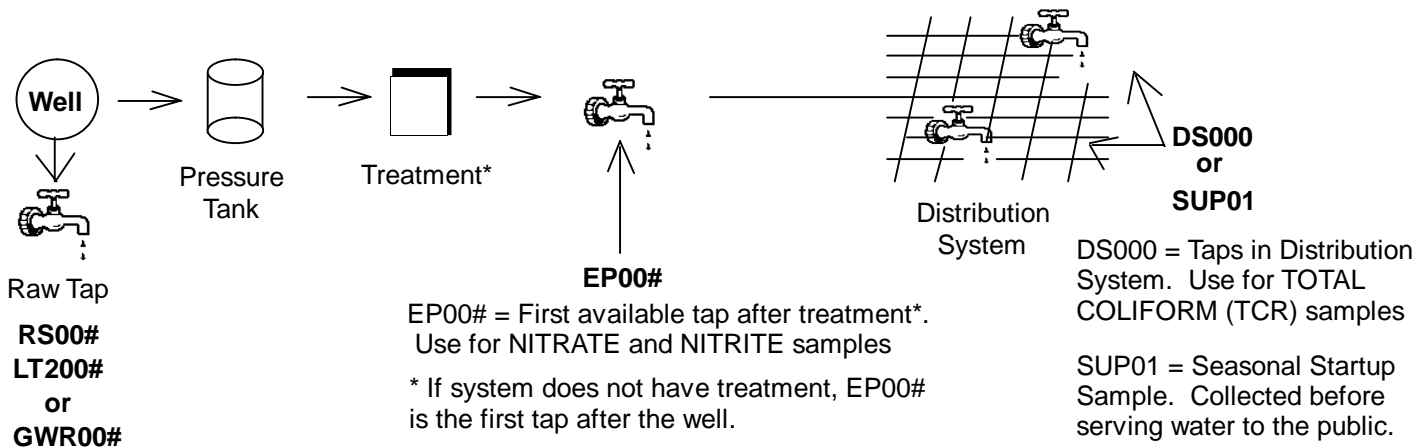 Well
Pressure
Tank
Treatment*
Raw Tap
RS00#
LT200#
or
GWR00#
EP00#
EP00# = First available tap after treatment*.
Use for NITRATE and NITRITE samples
* If system does not have treatment, EP00#
is the first tap after the well.
Distribution
System
DS000
or
SUP01
DS000 = Taps in Distribution
System. Use for TOTAL
COLIFORM (TCR) samples
SUP01 = Seasonal Startup
Sample. Collected before
serving water to the public.